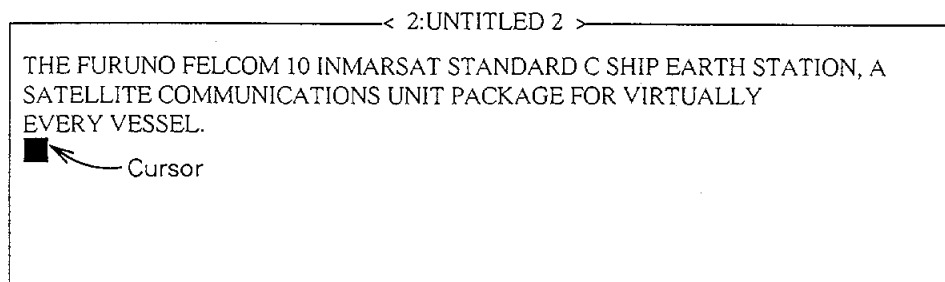 < 2:UNTITLED 2 >
THE FURUNO FELCOM 10 INMARSAT STANDARD C SHIP EARTH STATION, A
SATELLITE COMMUNICATIONS UNIT PACKAGE FOR VIRTUALLY
EVERY VESSEL.
Cursor